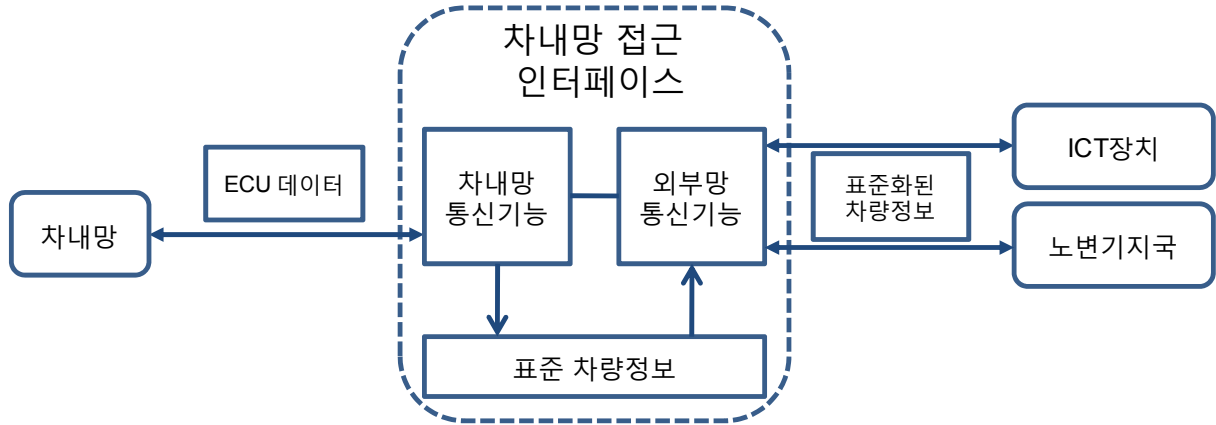 차내망 접근
인터페이스
차내망
ECU 데이터
차내망
통신기능
외부망
통신기능
표준 차량정보
표준화된
차량정보
ICT장치
노변기지국